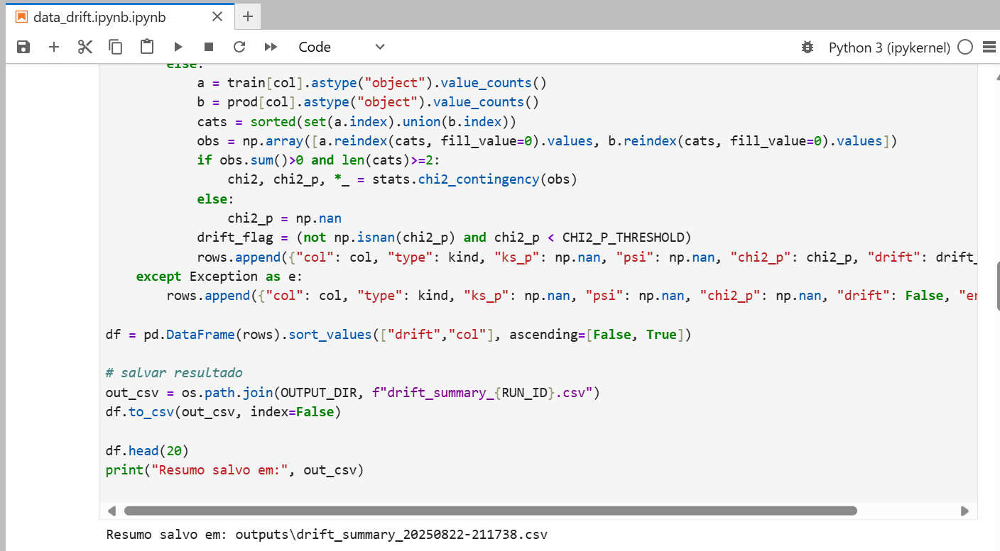 data_drift.ipynb.ipynb
Code
Python 3 (ipykernel)
else:
a = train[col].astype("object").value_counts()
b = prod[col].astype("object").value_counts()
cats = sorted(set(a.index).union(b.index))
obs = np.array([a.reindex(cats, fill_value=0).values, b.reindex(cats, fill_value=0).values])
if obs.sum()>0 and len(cats)>=2:
chi2, chi2_p, *_ = stats.chi2_contingency(obs)
else:
chi2_p = np.nan
drift_flag = (not np.isnan(chi2_p) and chi2_p < CHI2_P_THRESHOLD)
rows.append({"col": col, "type": kind, "ks_p": np.nan, "psi": np.nan, "chi2_p": chi2_p, "drift": drift_
except Exception as e:
rows.append({"col": col, "type": kind, "ks_p": np.nan, "psi": np.nan, "chi2_p": np.nan, "drift": False, "er
df = pd.DataFrame(rows).sort_values(["drift","col"], ascending=[False, True])
# salvar resultado
out_csv = os.path.join(OUTPUT_DIR, f"drift_summary_{RUN_ID}.csv")
df.to_csv(out_csv, index=False)
df.head(20)
print("Resumo salvo em:", out_csv)
Resumo salvo em: outputs\drift_summary_20250822-211738.csv